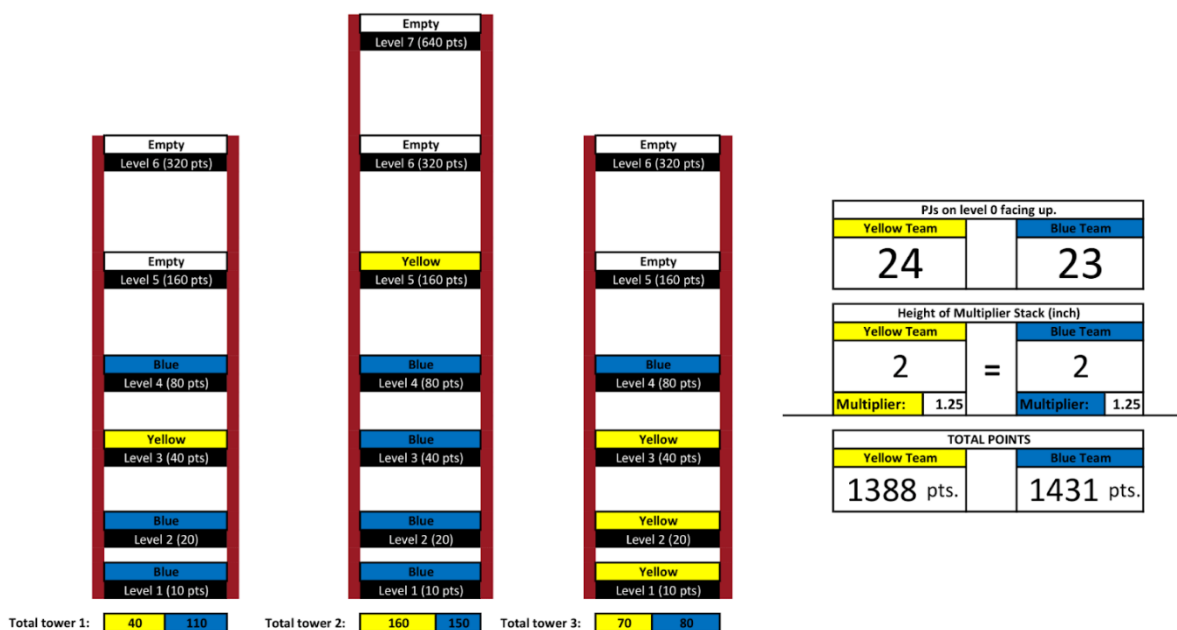 Empty
Level 6 (320 pts)
Empty
Level 5 (160 pts)
Blue
Level 4 (80 pts)
Yellow
Level 3 (40 pts)
Blue
Level 2 (20)
Blue
Level 1 (10 pts)
Total tower 1: 40 110
Empty
Level 7 (640 pts)
Empty
Level 6 (320 pts)
Yellow
Level 5 (160 pts)
Blue
Level 4 (80 pts)
Blue
Level 3 (40 pts)
Blue
Level 2 (20)
Blue
Level 1 (10 pts)
Total tower 2: 160 150
Empty
Level 6 (320 pts)
Empty
Level 5 (160 pts)
Blue
Level 4 (80 pts)
Yellow
Level 3 (40 pts)
Yellow
Level 2 (20)
Yellow
Level 1 (10 pts)
Total tower 3: 70 80
PJs on level 0 facing up.
Yellow Team Blue Team
24 23
Height of Multiplier Stack (inch)
Yellow Team Blue Team
2 = 2
Multiplier: 1.25 Multiplier: 1.25
TOTAL POINTS
Yellow Team Blue Team
1388 pts. 1431 pts.